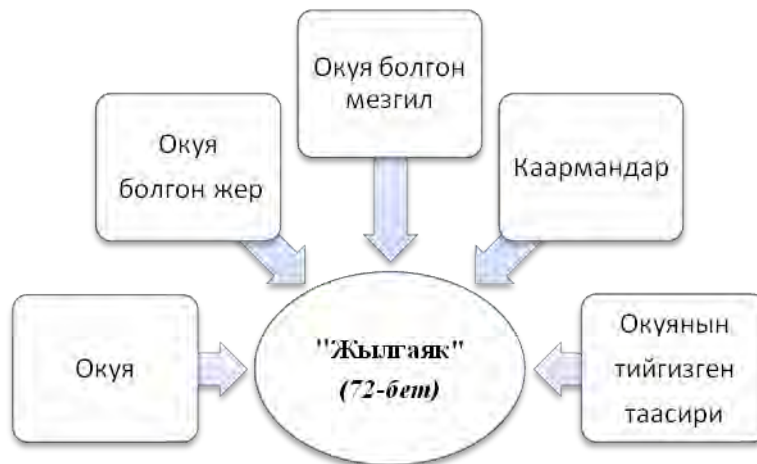 Окуя болгон
мезгил
Окуя
болгон жер
Каармандар
Окуя
"Жылгаяк"
(72-бет)
Окуянын
тийгизген
таасири